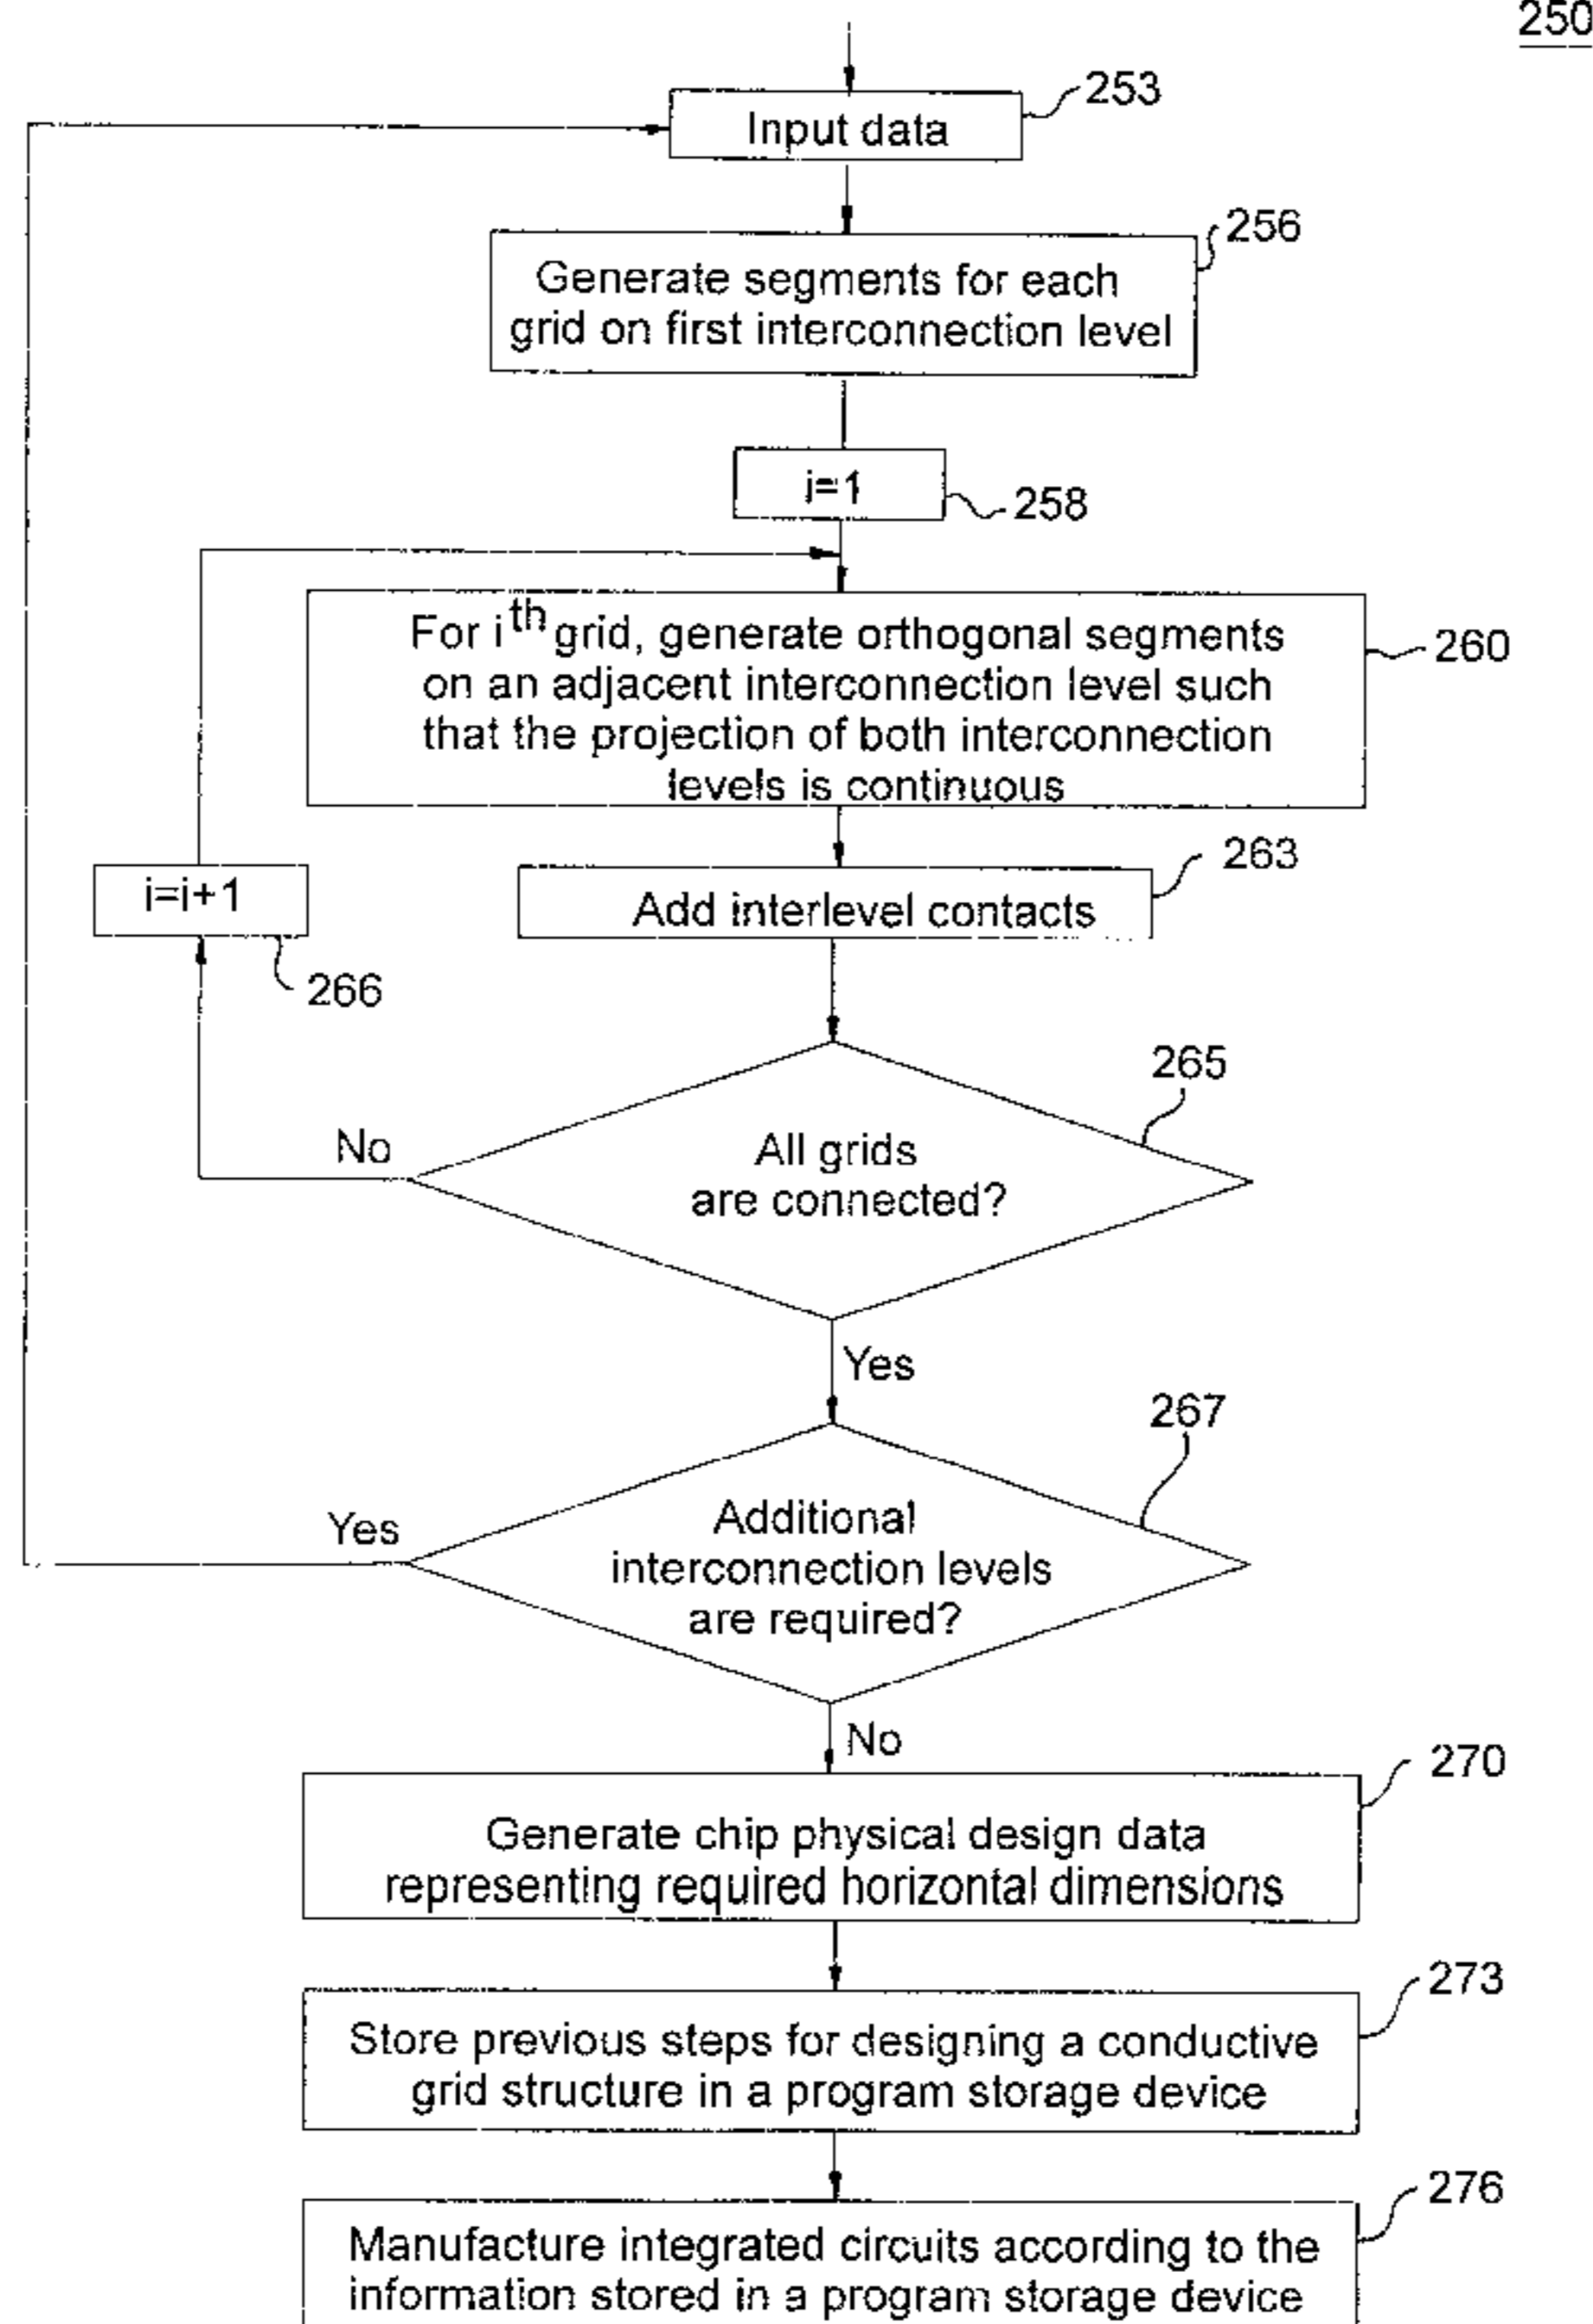 250
253
Input data
256
Generate segments for each
grid on first interconnection level
i=1
258
For i th grid, generate orthogonal segments
on an adjacent interconnection level such
that the projection of both interconnection
levels is continuous
260
263
i=i+1
Add interlevel contacts
266
265
No
All grids
are connected?
Yes
267
Yes
Additional
interconnection levels
are required?
No
270
Generate chip physical design data
representing required horizontal dimensions
273
Store previous steps for designing a conductive
grid structure in a program storage device
276
Manufacture integrated circuits according to the
information stored in a program storage device